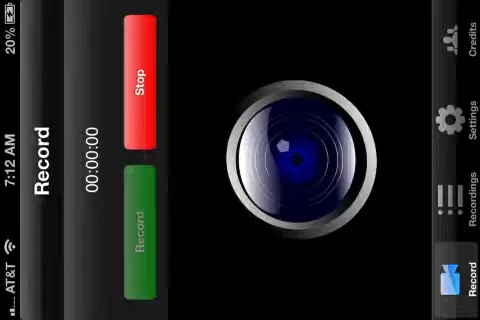 AT&T 7:12 AM 20%
Record
00:00:00
Record Stop
Record Recordings Settings Credits